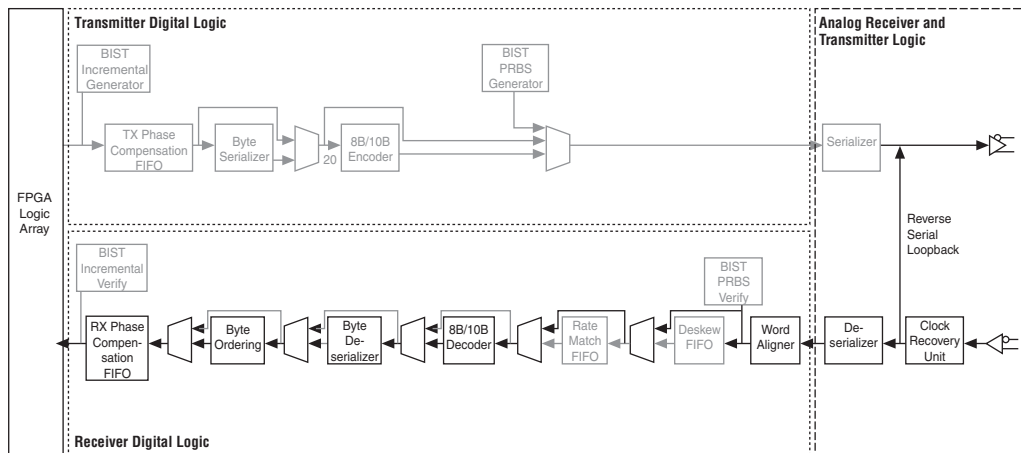 Transmitter Digital Logic
Analog Receiver and
Transmitter Logic
BIST
Incremental
Generator
BIST
PRBS
Generator
TX Phase
Compensation
FIFO
Byte
Serializer
20
8B/10B
Encoder
Serializer
FPGA
Logic
Array
Reverse
Serial
Loopback
BIST
Incremental
Verify
BIST
PRBS
Verify
RX Phase
Compen-
sation
FIFO
Byte
Ordering
Byte
De-
serializer
8B/10B
Decoder
Rate
Match
FIFO
Deskew
FIFO
Word
Aligner
De-
serializer
Clock
Recovery
Unit
Receiver Digital Logic